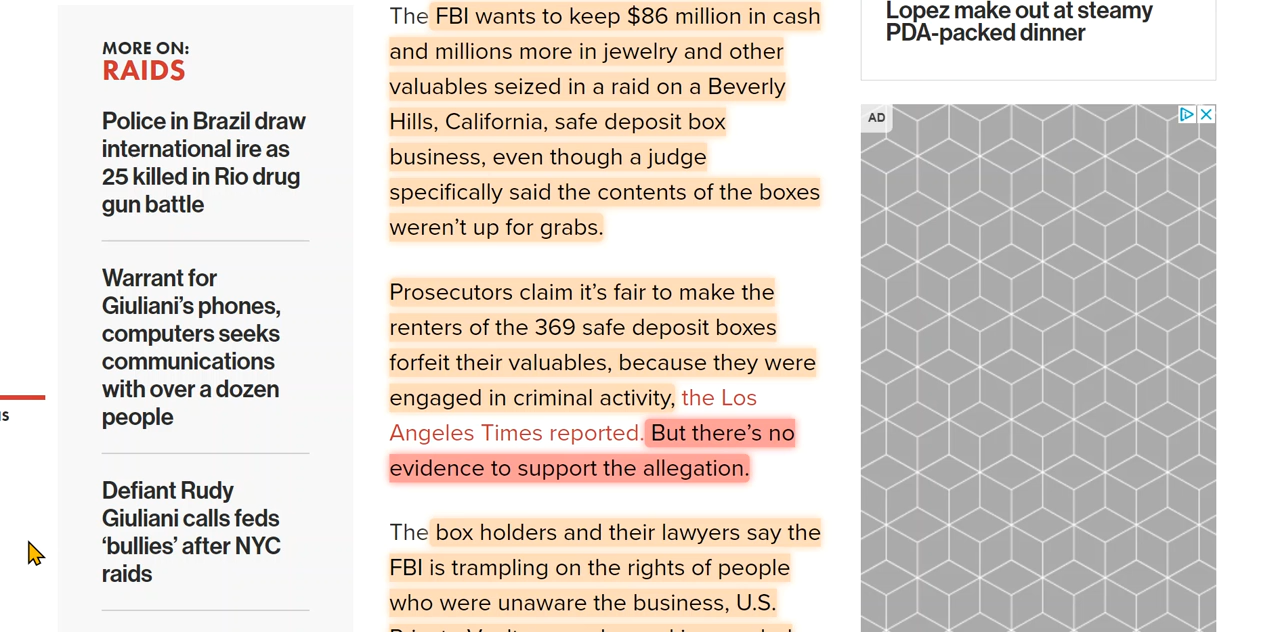 MORE ON:
RAIDS
Police in Brazil draw
international ire as
25 killed in Rio drug
gun battle
Warrant for
Giuliani’s phones,
computers seeks
communications
with over a dozen
people
Defiant Rudy
Giuliani calls feds
‘bullies’ after NYC
raids
The FBI wants to keep $86 million in cash
and millions more in jewelry and other
valuables seized in a raid on a Beverly
Hills, California, safe deposit box
business, even though a judge
specifically said the contents of the boxes
weren’t up for grabs.
Prosecutors claim it’s fair to make the
renters of the 369 safe deposit boxes
forfeit their valuables, because they were
engaged in criminal activity, the Los
Angeles Times reported. But there’s no
evidence to support the allegation.
The box holders and their lawyers say the
FBI is trampling on the rights of people
who were unaware the business, U.S.
Lopez make out at steamy
PDA-packed dinner
AD